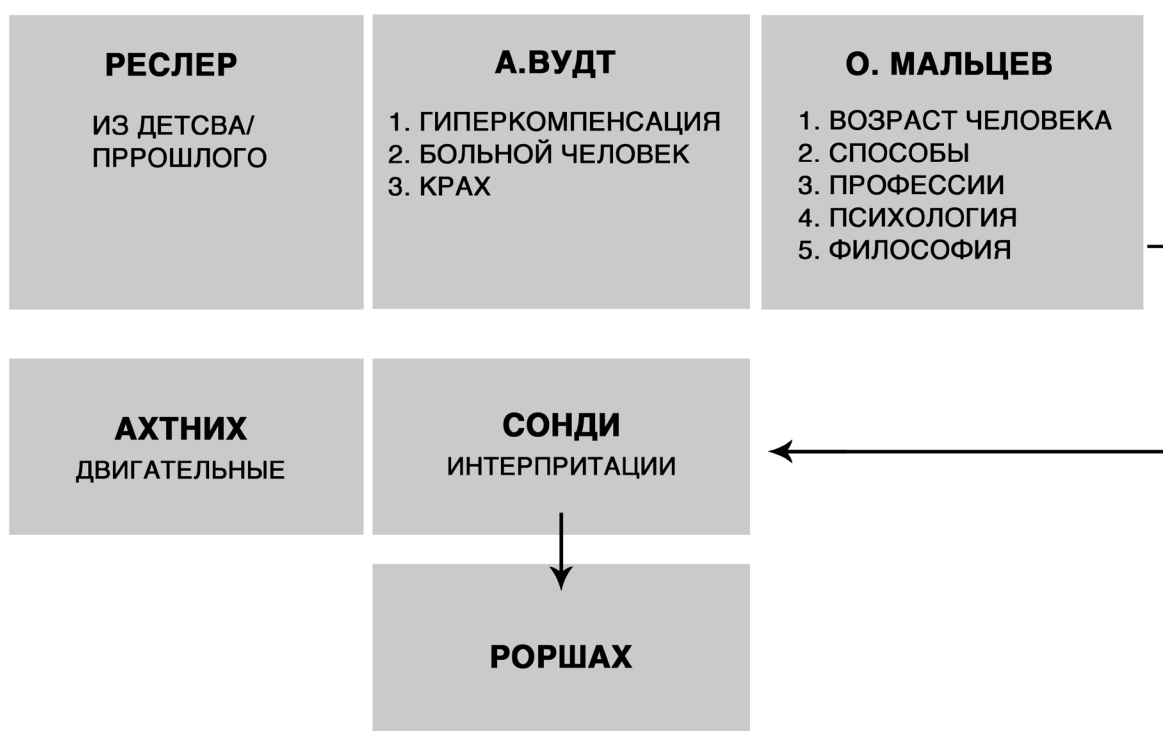 РЕСЛЕР
ИЗ ДЕТСВА/
ПРРОШЛОГО
А.ВУДТ
1. ГИПЕРКОМПЕНСАЦИЯ
2. БОЛЬНОЙ ЧЕЛОВЕК
3. КРАХ
О. МАЛЬЦЕВ
1. ВОЗРАСТ ЧЕЛОВЕКА
2. СПОСОБЫ
3. ПРОФЕССИИ
4. ПСИХОЛОГИЯ
5. ФИЛОСОФИЯ
АХТНИХ
ДВИГАТЕЛЬНЫЕ
СОНДИ
ИНТЕРПРИТАЦИИ
РОРШАХ